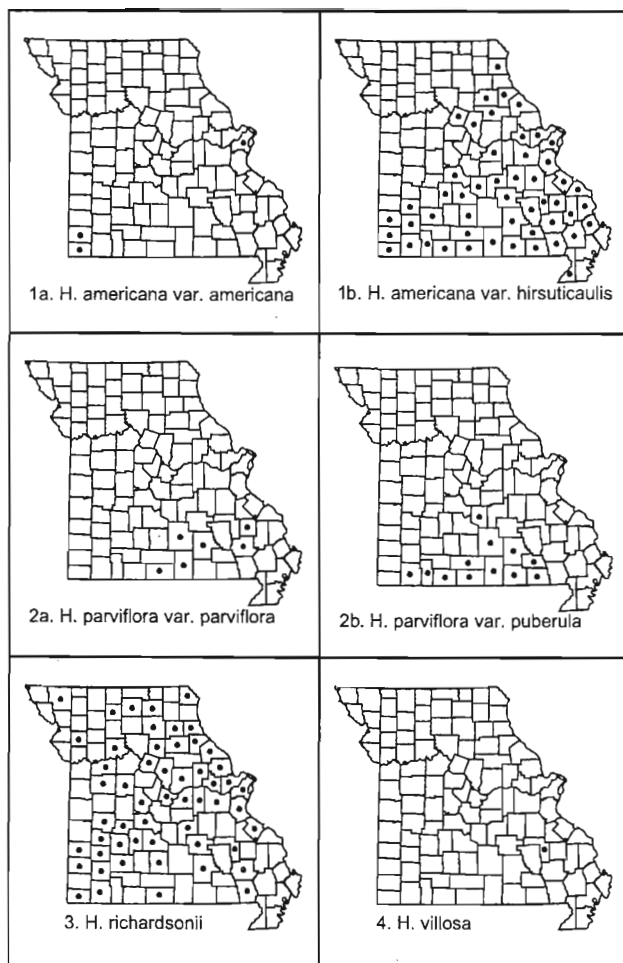 1a. H. americana var. americana
1b. H. americana var. hirsuticaulis
2a. H. parviflora var. parviflora
2b. H. parviflora var. puberula
3. H. richardsonii
4. H. villosa